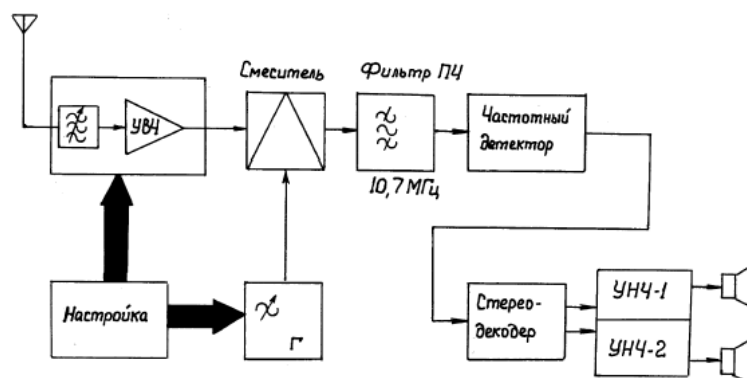 Смеситель
Фильтр ПЧ
УВЧ
Частотный
детектор
10,7 МГц
Настройка
Г
Стерео-
декодер
УНЧ-1
УНЧ-2